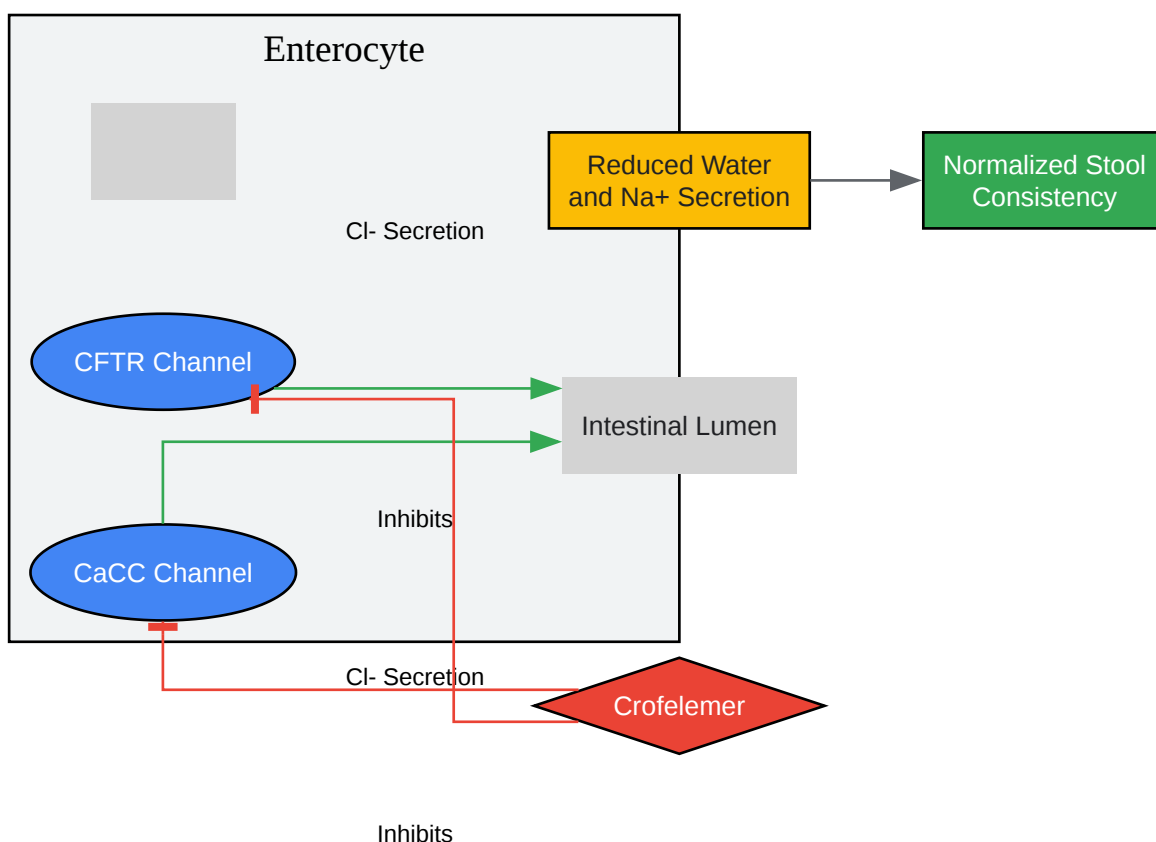 Enterocyte
Reduced Water
and Na+ Secretion
Normalized Stool
Consistency
Cl- Secretion
CFTR Channel
Intestinal Lumen
Inhibits
CaCC Channel
Cl- Secretion
Crofelemer
Inhibits